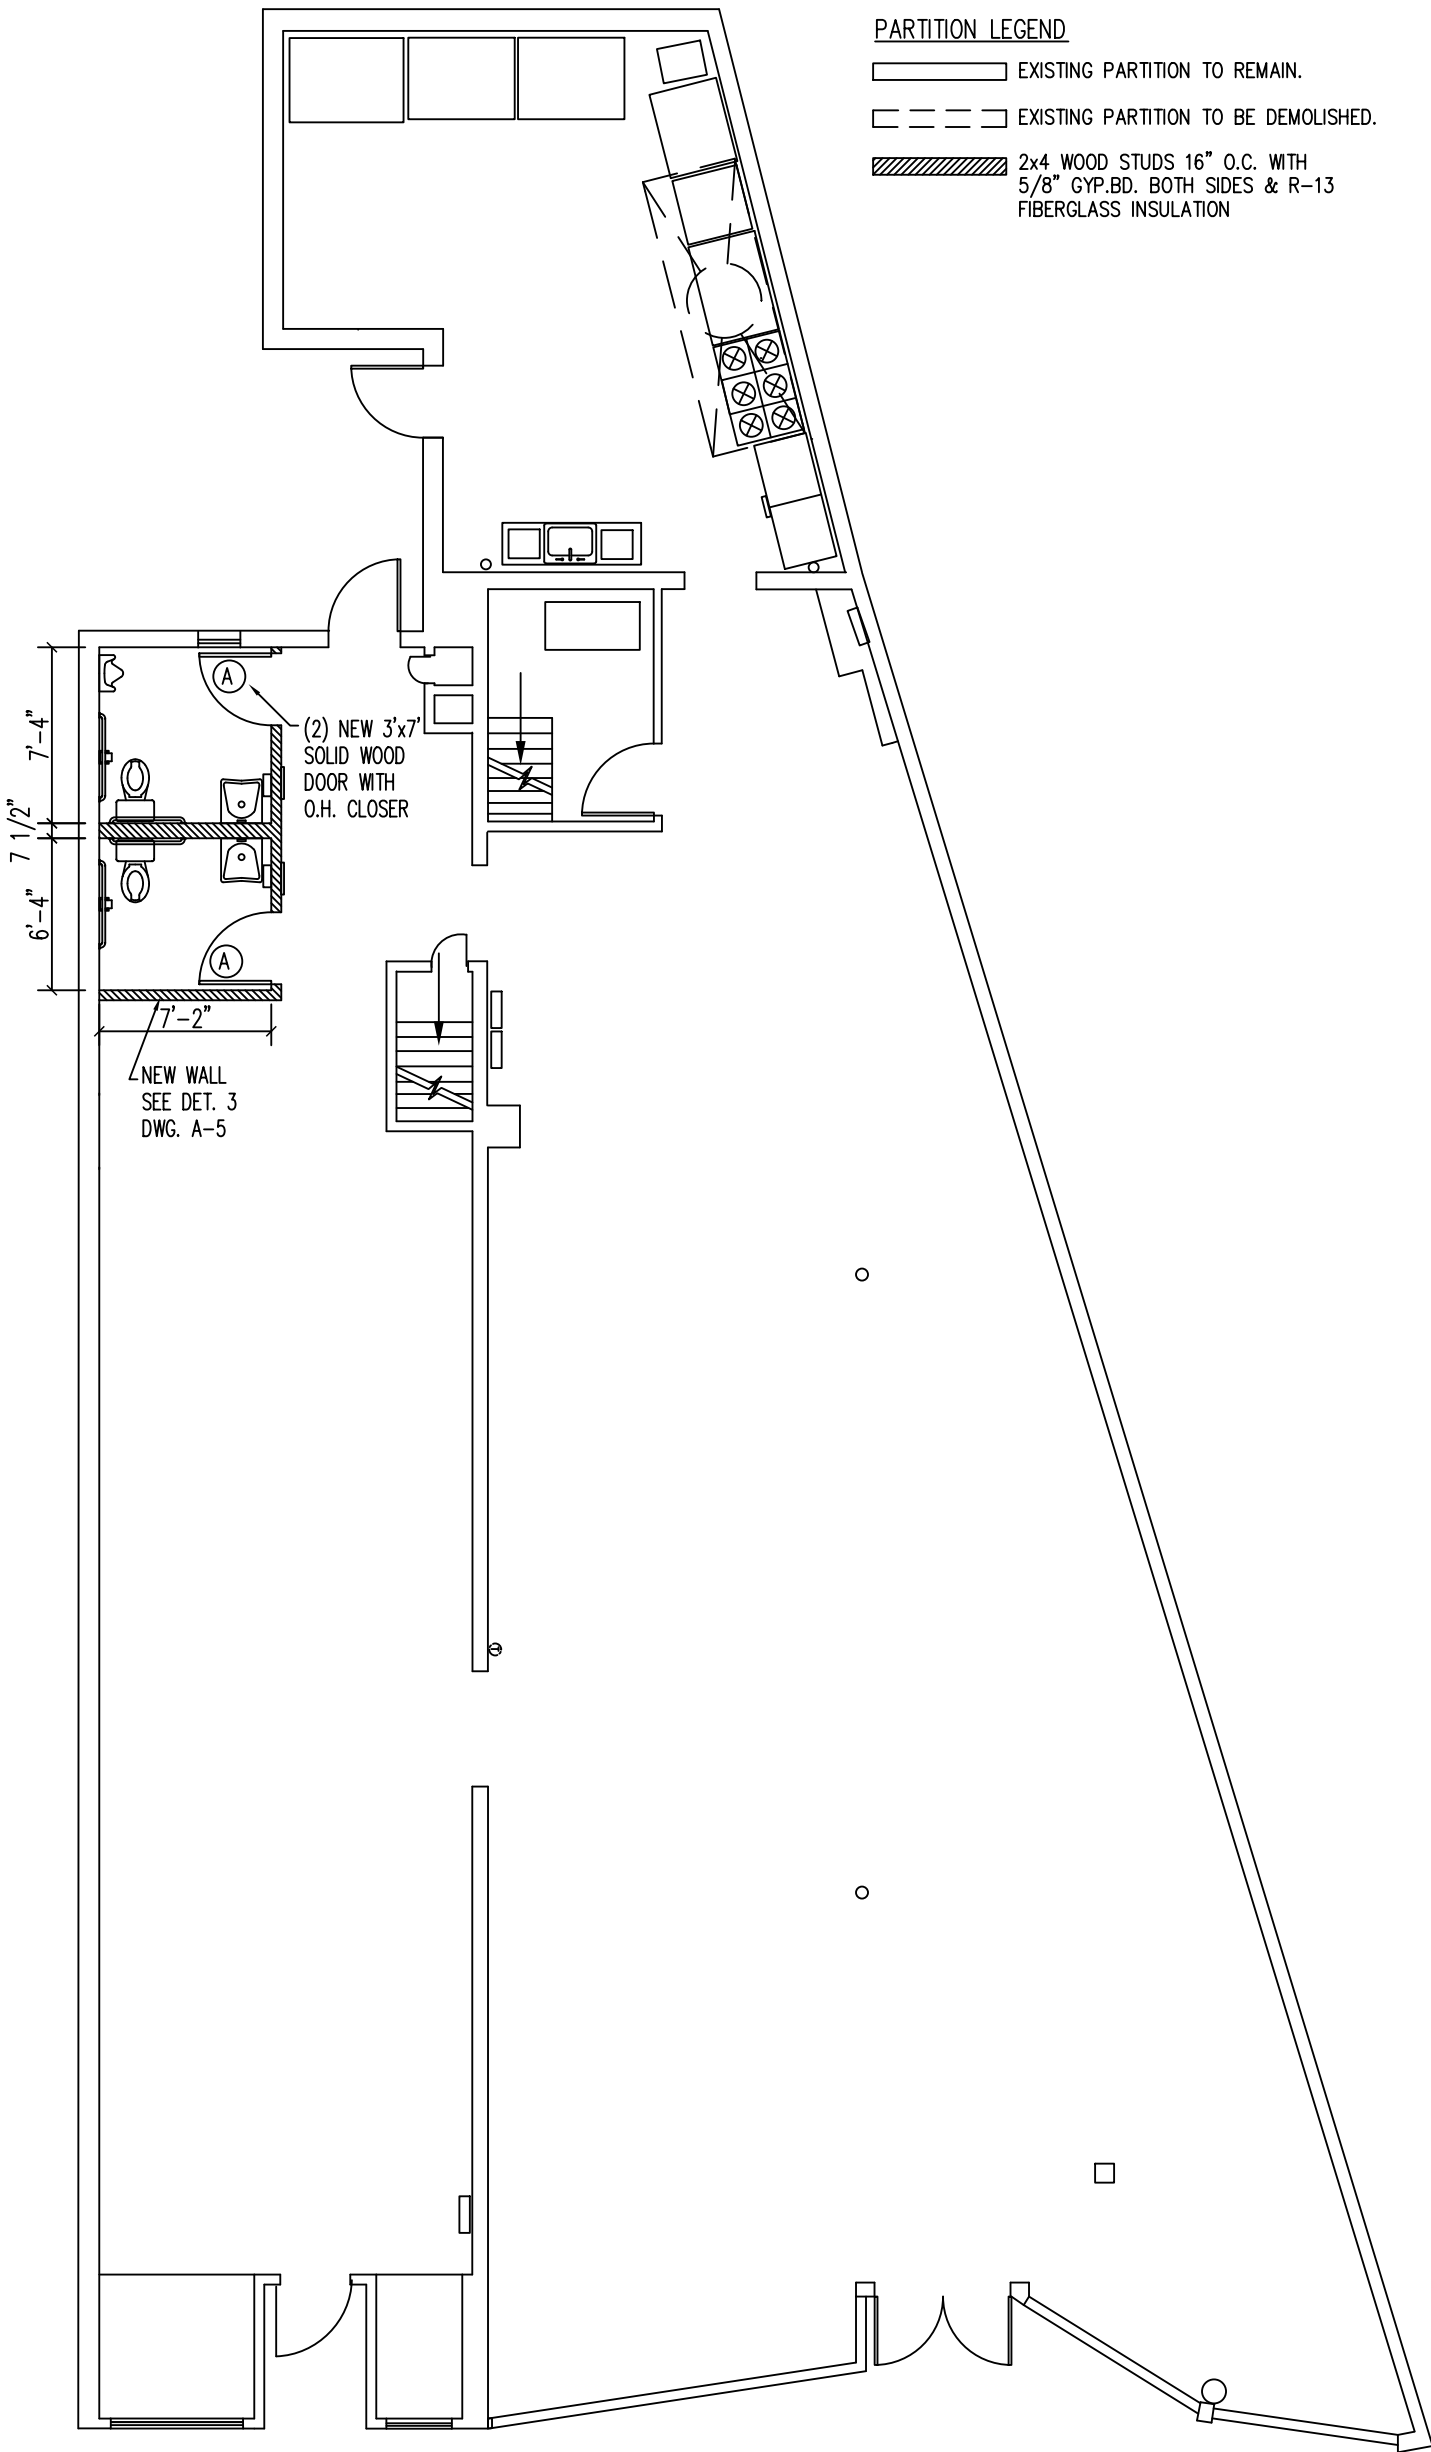 PARTITION LEGEND
EXISTING PARTITION TO REMAIN.
EXISTING PARTITION TO BE DEMOLISHED.
2x4 WOOD STUDS 16" O.C. WITH
5/8" GYP.BD. BOTH SIDES & R-13
FIBERGLASS INSULATION
A
(2) NEW 3'x7'
SOLID WOOD
DOOR WITH
O.H. CLOSER
7'-4"
7 1/2"
6'-4"
A
7'-2"
NEW WALL
SEE DET. 3
DWG. A-5